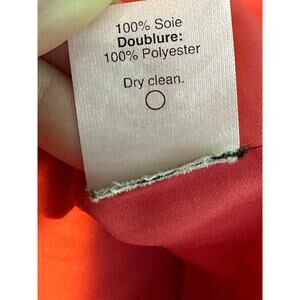 100% Soie
Doublure:
100% Polyester
Dry clean.